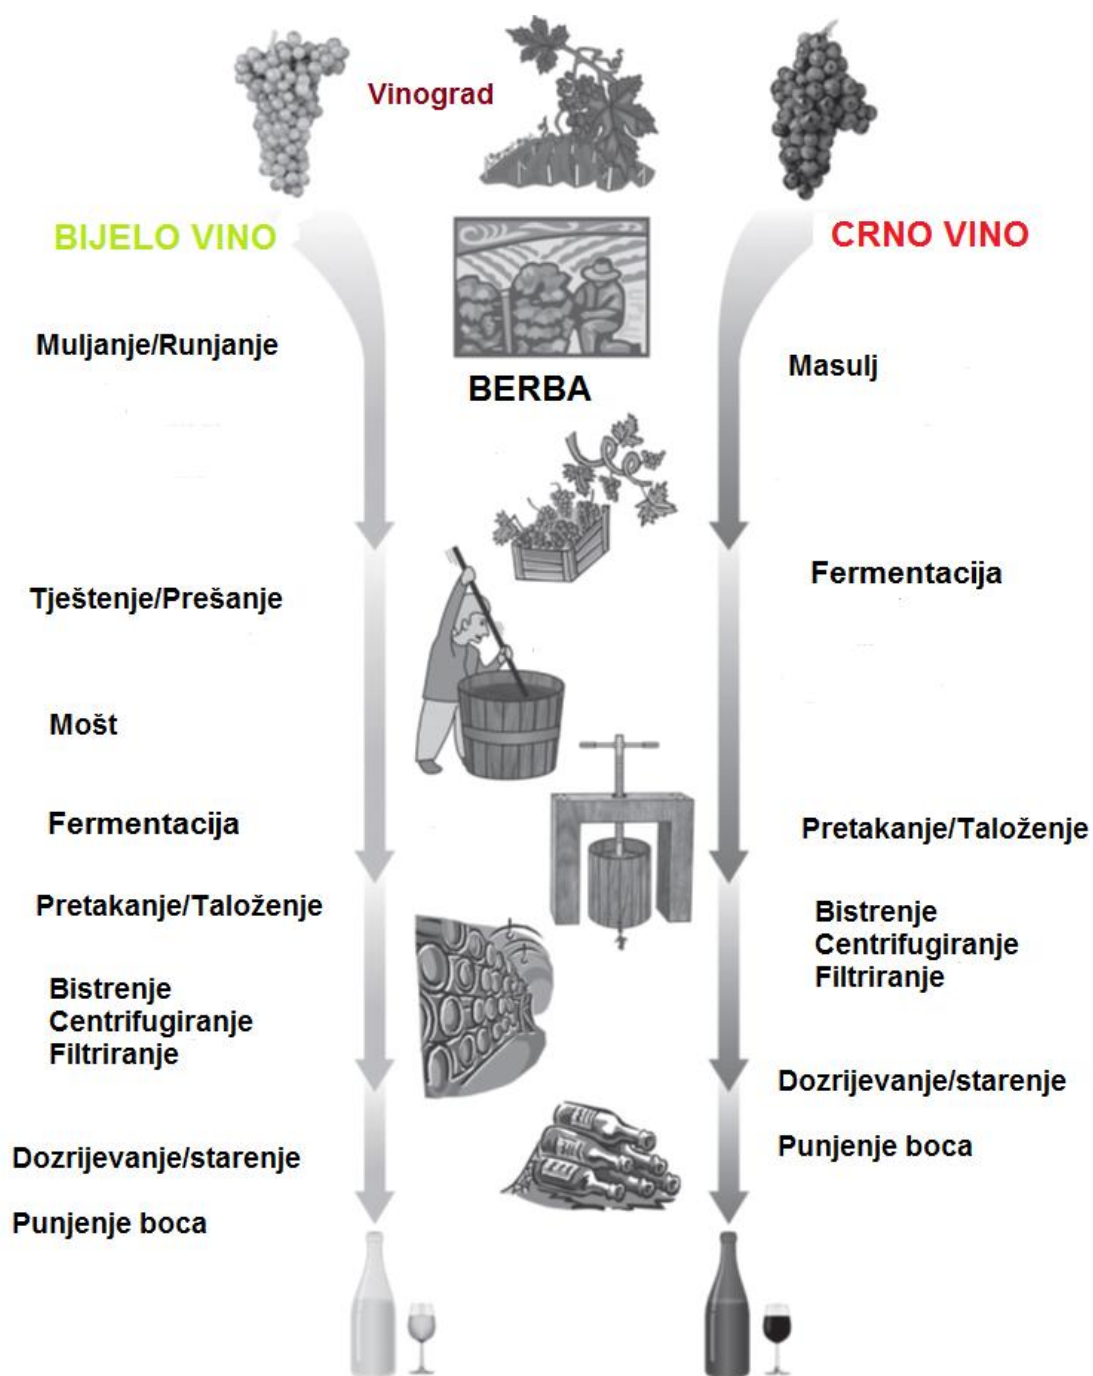 Vinograd
BIJELO VINO
CRNO VINO
Muljanje/Runjanje
Masulj
BERBA
Tještenje/Prešanje
Fermentacija
Mošt
Fermentacija
Pretakanje/Taloženje
Pretakanje/Taloženje
Bistrenje
Centrifugiranje
Filtriranje
Bistrenje
Centrifugiranje
Filtriranje
Dozrijevanje/starenje
Punjenje boca
Dozrijevanje/starenje
Punjenje boca